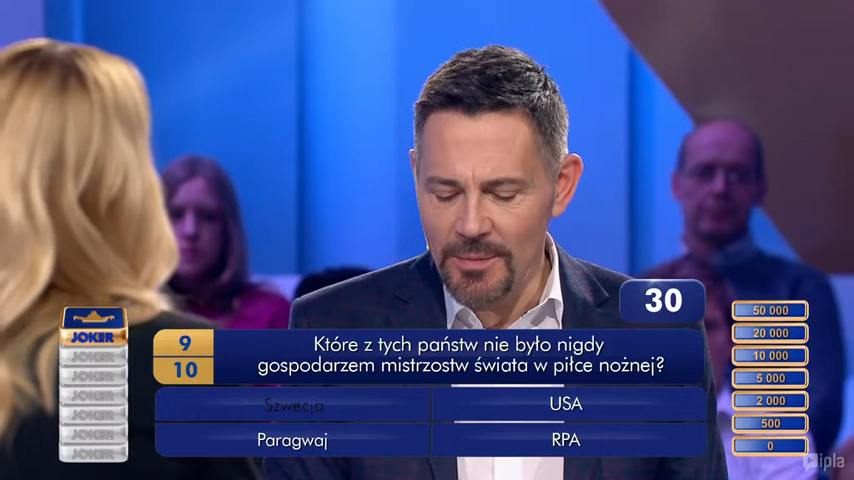 30
9
10
Które z tych państw nie było nigdy
gospodarzem mistrzostw świata w piłce nożnej?
Szwecja
USA
Paragwaj
RPA
JOKER
JOKER
JOKER
JOKER
JOKER
JOKER
JOKER
50 000
20 000
10 000
5 000
2 000
500
0
ipla